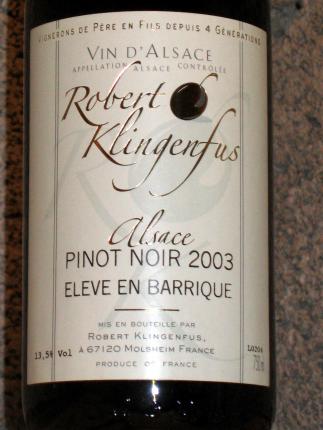 VIGNERONS DE PÈRE EN FILS DEPUIS 4 GÉNÉRATIONS
VIN D'ALSACE
APPELLATION ALSACE CONTRÔLÉE
Robert
Klingenfus
Alsace
PINOT NOIR 2003
ELEVE EN BARRIQUE
MIS EN BOUTEILLE PAR
ROBERT KLINGENFUS,
À 67120 MOLSHEIM FRANCE
13,5% Vol
PRODUCE OF FRANCE